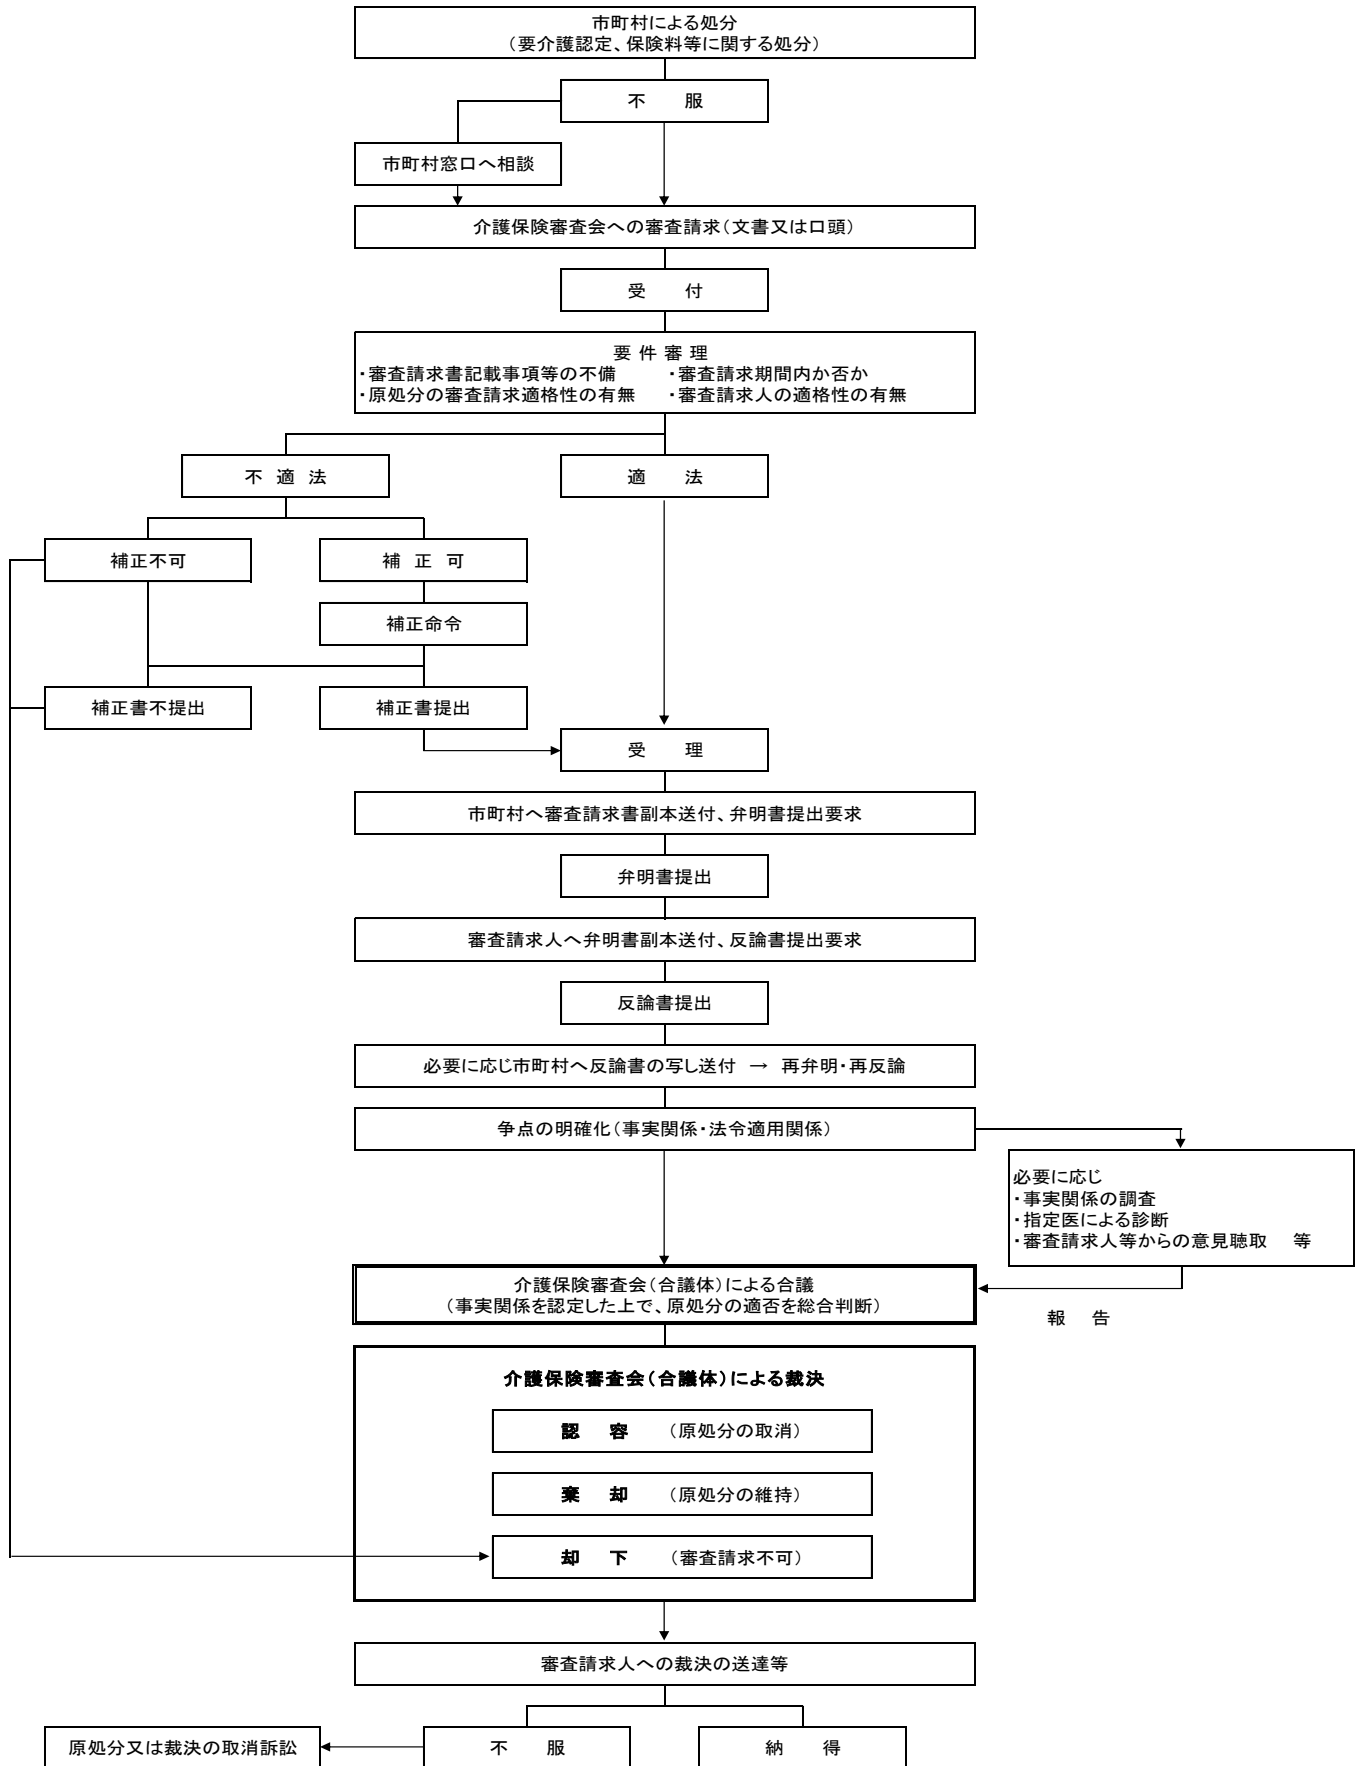 市町村による処分
（要介護認定、保険料等に関する処分）
不　　服
市町村窓口へ相談
介護保険審査会への審査請求（文書又は口頭）
受　　付
要 件 審 理
・審査請求書記載事項等の不備　　・審査請求期間内か否か
・原処分の審査請求適格性の有無　・審査請求人の適格性の有無
不 適 法
適　　法
補正不可
補 正 可
補正命令
補正書不提出
補正書提出
受　　理
市町村へ審査請求書副本送付、弁明書提出要求
弁明書提出
審査請求人へ弁明書副本送付、反論書提出要求
反論書提出
必要に応じ市町村へ反論書の写し送付 → 再弁明・再反論
争点の明確化（事実関係・法令適用関係）
必要に応じ
・事実関係の調査
・指定医による診断
・審査請求人等からの意見聴取　等
介護保険審査会（合議体）による合議
（事実関係を認定した上で、原処分の適否を総合判断）
報　告
介護保険審査会（合議体）による裁決
認　容　（原処分の取消）
棄　却　（原処分の維持）
却　下　（審査請求不可）
審査請求人への裁決の送達等
原処分又は裁決の取消訴訟
不　　服
納　　得